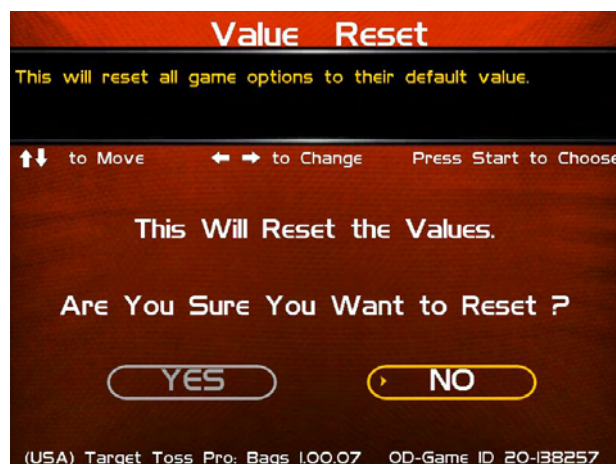 Value Reset
This will reset all game options to their default value.
to Move to Change Press Start to Choose
This Will Reset the Values.
Are You Sure You Want to Reset ?
YES NO
(USA) Target Toss Pro: Bags 1.00.07 OD-Game ID 20-138257